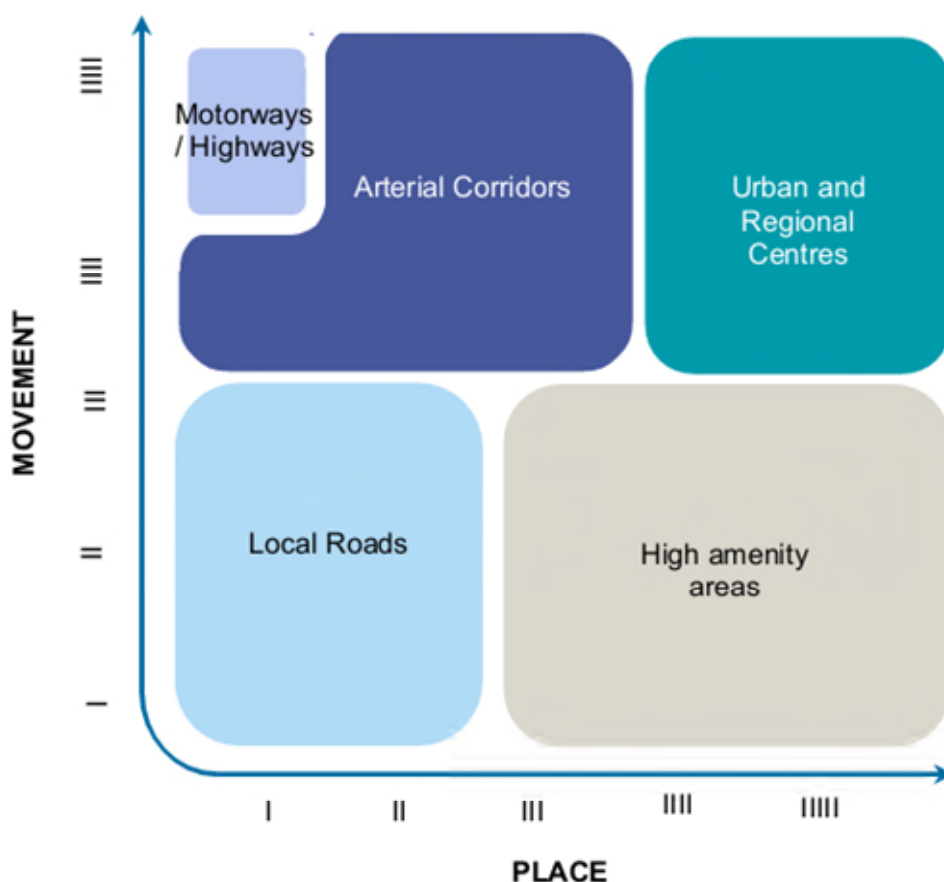 Motorways
/ Highways
Arterial Corridors
Urban and
Regional
Centres
MOVEMENT
Local Roads
High amenity
areas
IIIII
IIII
III
II
I
I
II
III
IIII
IIIII
PLACE